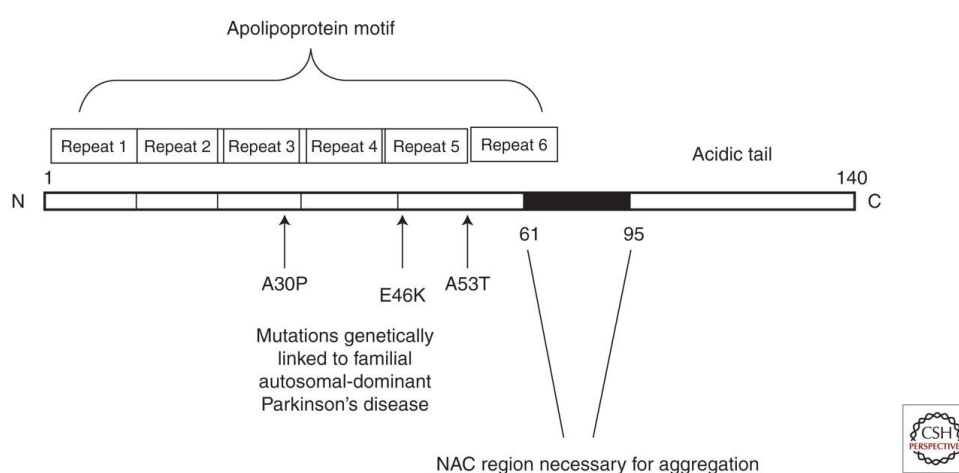 Apolipoprotein motif
Repeat 1 Repeat 2 Repeat 3 Repeat 4 Repeat 5 Repeat 6
Acidic tail
1 140
N C
61 95
A30P E46K A53T
Mutations genetically
linked to familial
autosomal-dominant
Parkinson's disease
NAC region necessary for aggregation
CSH
PERSPECTIVES